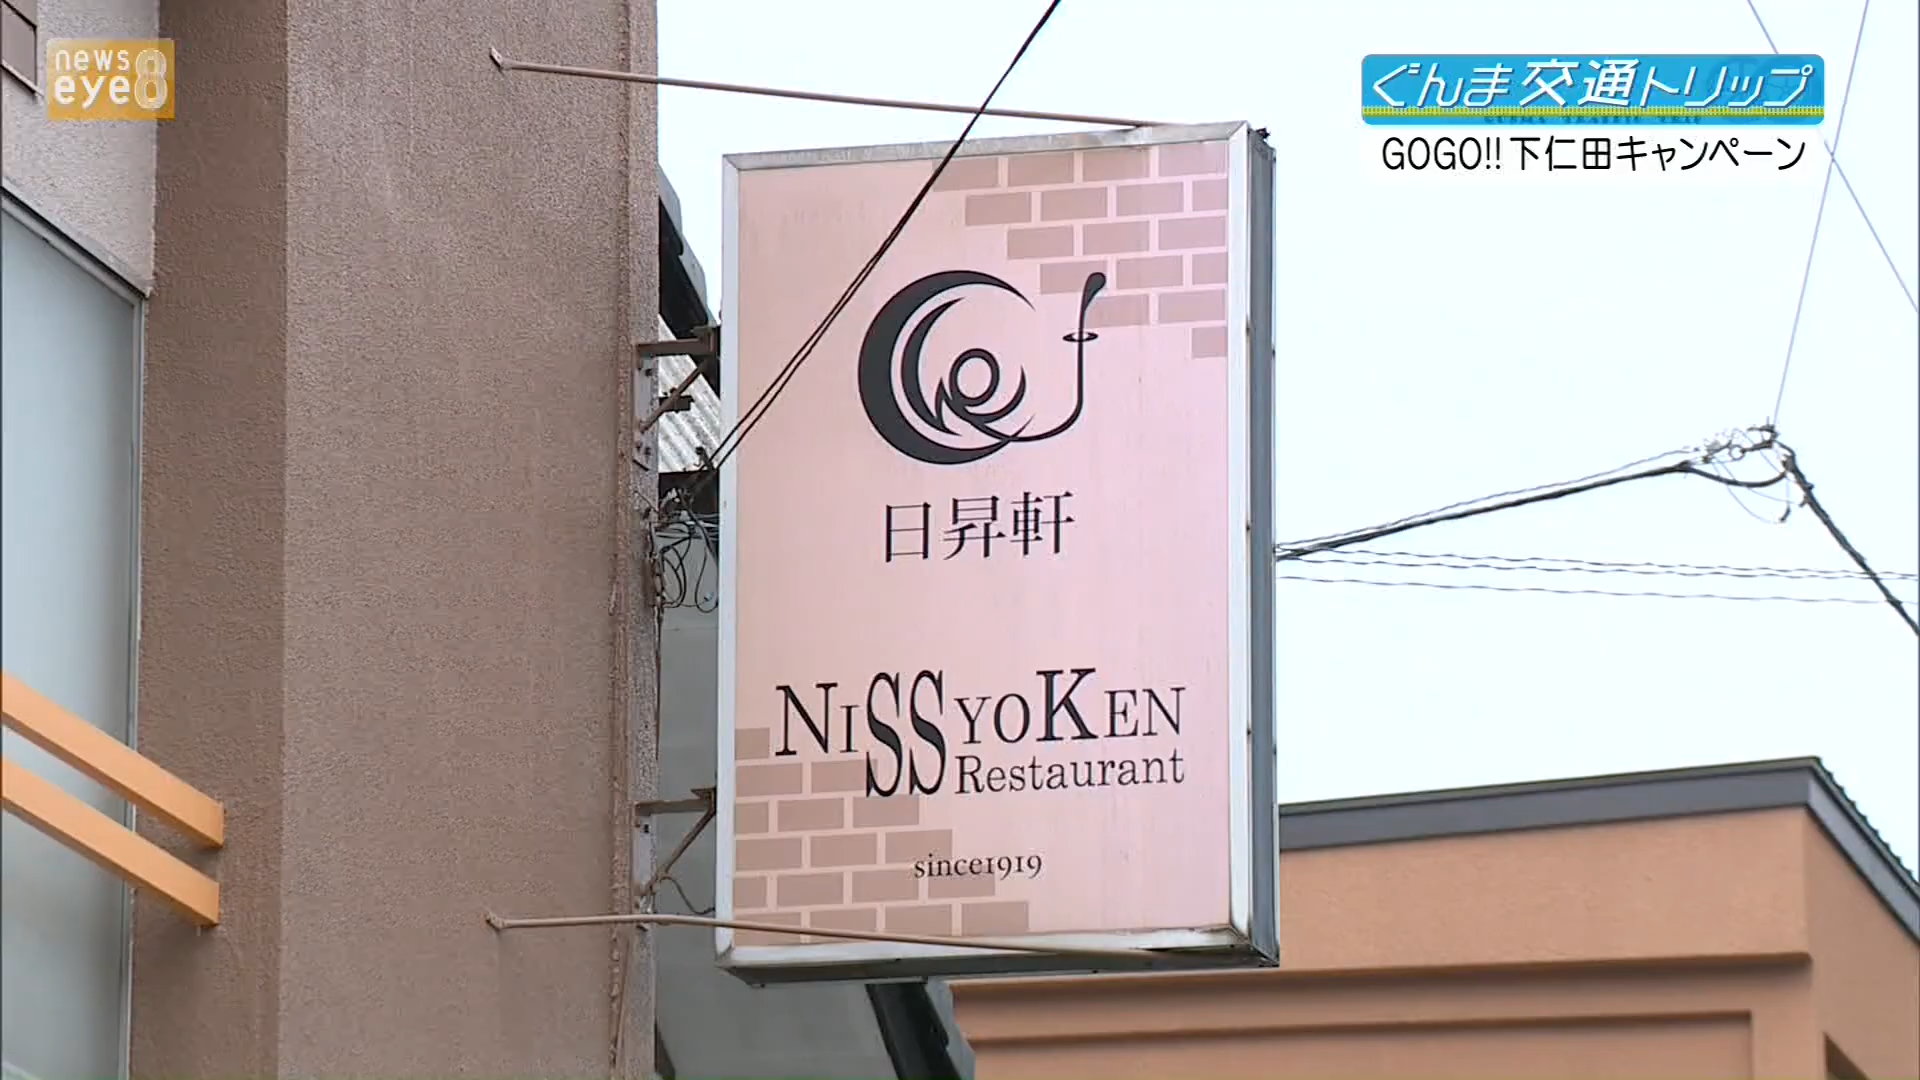 news
eye8
ぐんま交通トリップ
GOGO!!下仁田キャンペーン
日昇軒
NISSYOKEN
Restaurant
since1919